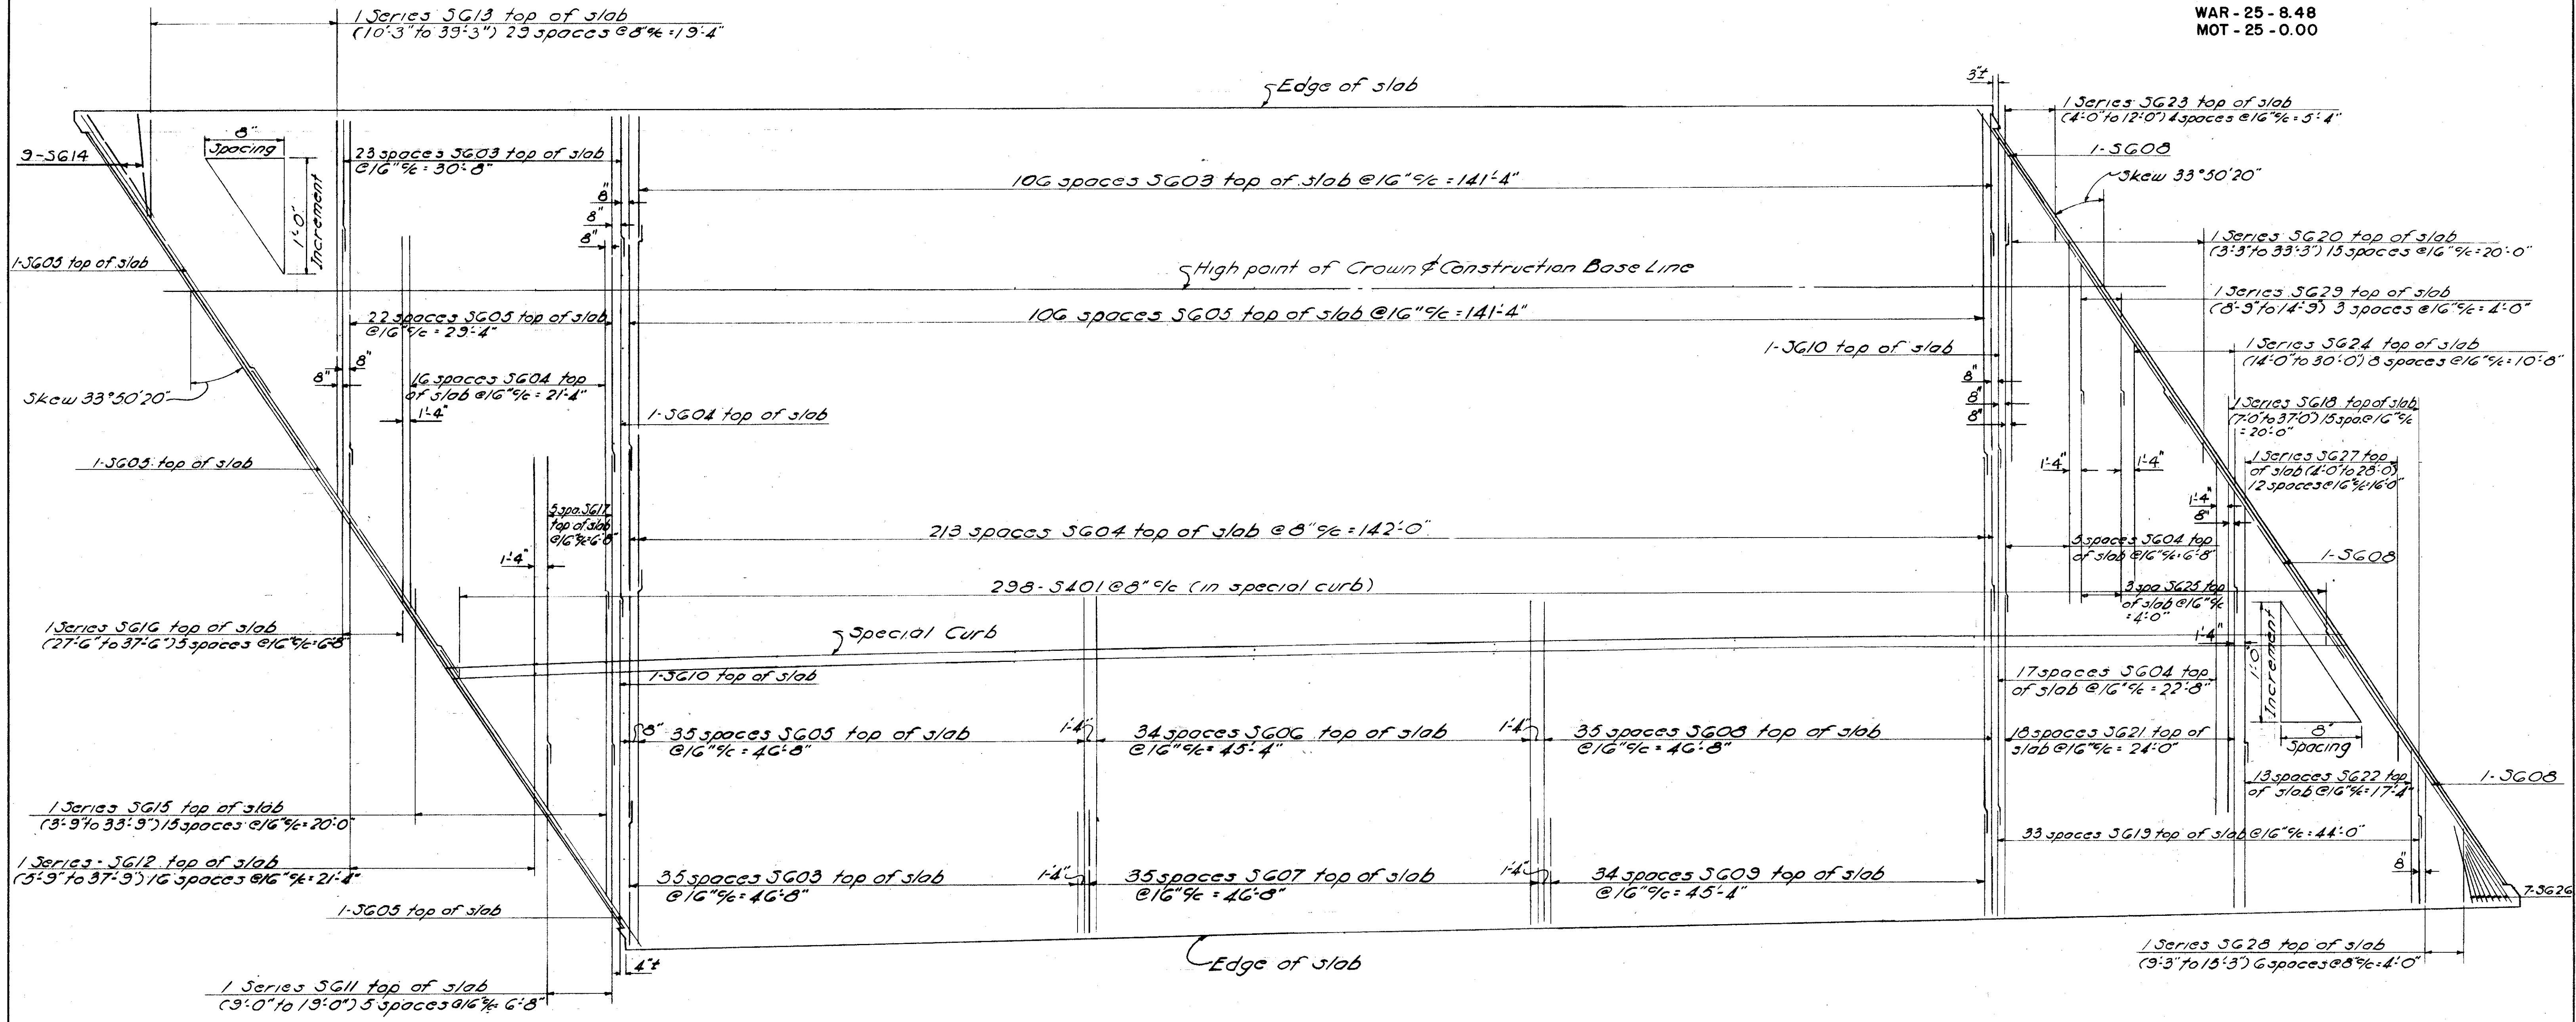 WAR - 25 - 8.48
MOT - 25 - 0.00
1 Series SG13 top of slab
(10'-3" to 39'-3") 29 spaces @ 8" c/c = 19'-4"
Edge of slab
3"±
1 Series SG23 top of slab
(4'-0" to 12'-0") 4 spaces @ 16" c/c = 5'-4"
9-SG14
8"
Spacing
1'-0"
Increment
23 spaces SG03 top of slab
@ 16" c/c = 30'-8"
106 spaces SG03 top of slab @ 16" c/c = 141'-4"
1-SG08
Skew 33°50'20"
8"
8"
8"
1-SG05 top of slab
High point of Crown & Construction Base Line
1 Series SG20 top of slab
(3'-3" to 33'-3") 15 spaces @ 16" c/c = 20'-0"
22 spaces SG05 top of slab
@ 16" c/c = 29'-4"
106 spaces SG05 top of slab @ 16" c/c = 141'-4"
1 Series SG29 top of slab
(8'-9" to 14'-9") 3 spaces @ 16" c/c = 4'-0"
1-SG10 top of slab
1 Series SG24 top of slab
(14'-0" to 30'-0") 8 spaces @ 16" c/c = 10'-8"
8"
8"
8"
8"
8"
Skew 33°50'20"
16 spaces SG04 top
of slab @ 16" c/c = 21'-4"
1'-4"
1-SG04 top of slab
1 Series SG18 top of slab
(7'-0" to 37'-0") 15 spa. @ 16" c/c
= 20'-0"
1-SG05 top of slab
1'-4"
1'-4"
1 Series SG27 top
of slab (4'-0" to 28'-0")
12 spaces @ 16" c/c = 16'-0"
5 spa. SG17
top of slab
@ 16" c/c = 6'-8"
1'-4"
8"
213 spaces SG04 top of slab @ 8" c/c = 142'-0"
5 spaces SG04 top
of slab @ 16" c/c = 6'-8"
1-SG08
1'-4"
298 - S401 @ 8" c/c (in special curb)
3 spa SG25 top
of slab @ 16" c/c
= 4'-0"
1 Series SG16 top of slab
(27'-6" to 37'-6") 5 spaces @ 16" c/c = 6'-8"
Special Curb
1'-4"
1'-0"
Increment
8"
Spacing
1-SG10 top of slab
17 spaces SG04 top
of slab @ 16" c/c = 22'-8"
8"
35 spaces SG05 top of slab
@ 16" c/c = 46'-8"
1'-4"
34 spaces SG06 top of slab
@ 16" c/c = 45'-4"
1'-4"
35 spaces SG08 top of slab
@ 16" c/c = 46'-8"
18 spaces SG21 top of
slab @ 16" c/c = 24'-0"
13 spaces SG22 top
of slab @ 16" c/c = 17'-4"
1-SG08
1 Series SG15 top of slab
(3'-9" to 33'-9") 15 spaces @ 16" c/c = 20'-0"
33 spaces SG19 top of slab @ 16" c/c = 44'-0"
1 Series - SG12 top of slab
(5'-9" to 37'-9") 16 spaces @ 16" c/c = 21'-4"
35 spaces SG03 top of slab
@ 16" c/c = 46'-8"
1'-4"
35 spaces SG07 top of slab
@ 16" c/c = 46'-8"
1'-4"
34 spaces SG09 top of slab
@ 16" c/c = 45'-4"
8"
7-SG26
1-SG05 top of slab
4"±
Edge of slab
1 Series SG28 top of slab
(9'-3" to 15'-3") 6 spaces @ 8" c/c = 4'-0"
1 Series SG11 top of slab
(9'-0" to 19'-0") 5 spaces @ 16" c/c 6'-8"